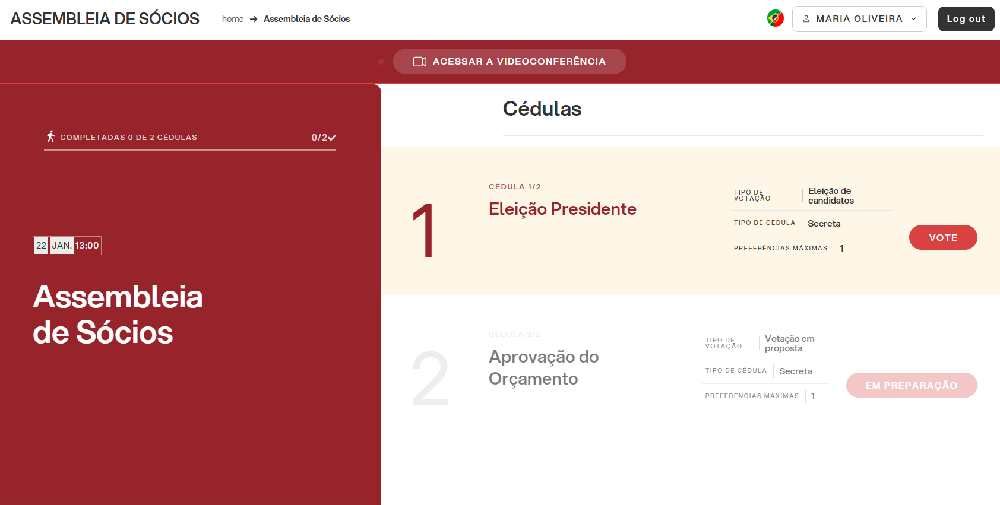 ASSEMBLEIA DE SÓCIOS
home → Assembleia de Sócios
MARIA OLIVEIRA
Log out
ACESSAR A VIDEOCONFERÊNCIA
COMPLETADAS 0 DE 2 CÉDULAS
0/2
22 JAN. 13:00
Assembleia
de Sócios
Cédulas
1
CÉDULA 1/2
Eleição Presidente
TIPO DE
VOTAÇÃO
Eleição de
candidatos
TIPO DE CÉDULA
Secreta
PREFERÊNCIAS MÁXIMAS
1
VOTE
2
CÉDULA 2/2
Aprovação do
Orçamento
TIPO DE
VOTAÇÃO
Votação em
proposta
TIPO DE CÉDULA
Secreta
PREFERÊNCIAS MÁXIMAS
1
EM PREPARAÇÃO